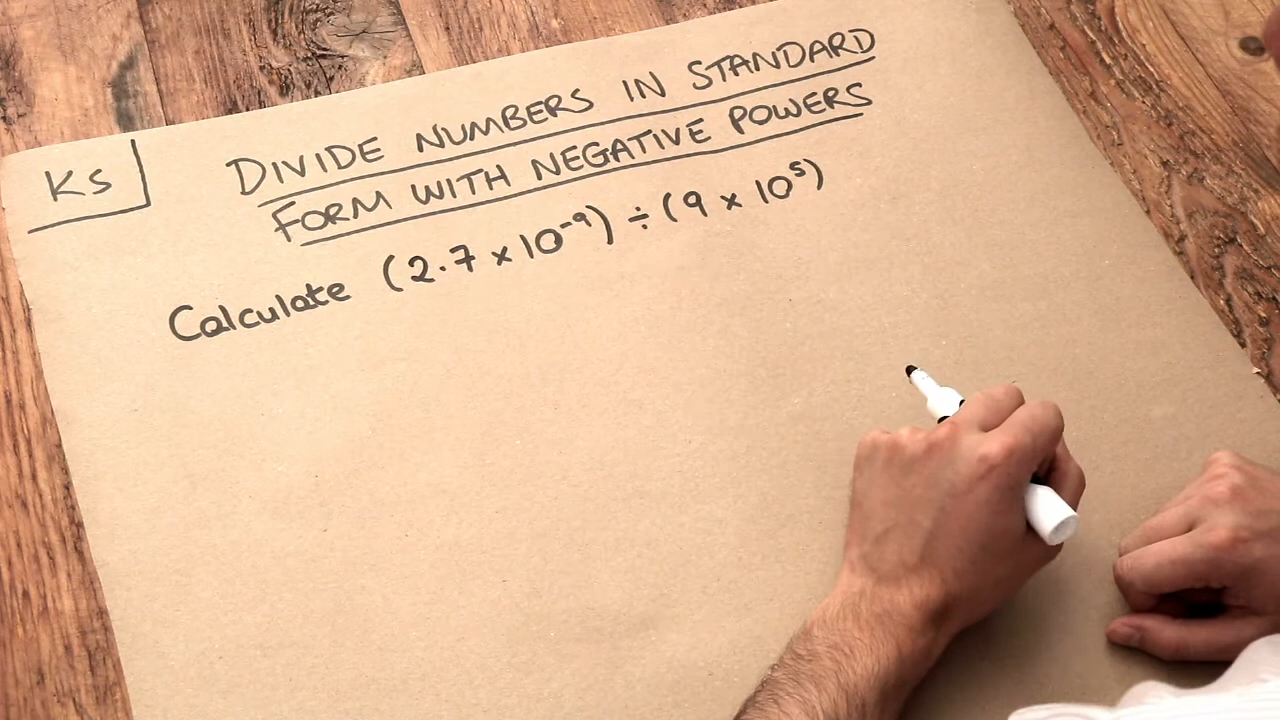 Ks
DIVIDE NUMBERS IN STANDARD
FORM WITH NEGATIVE POWERS
Calculate (2.7 × 10⁻⁹) ÷ (9 × 10⁵)